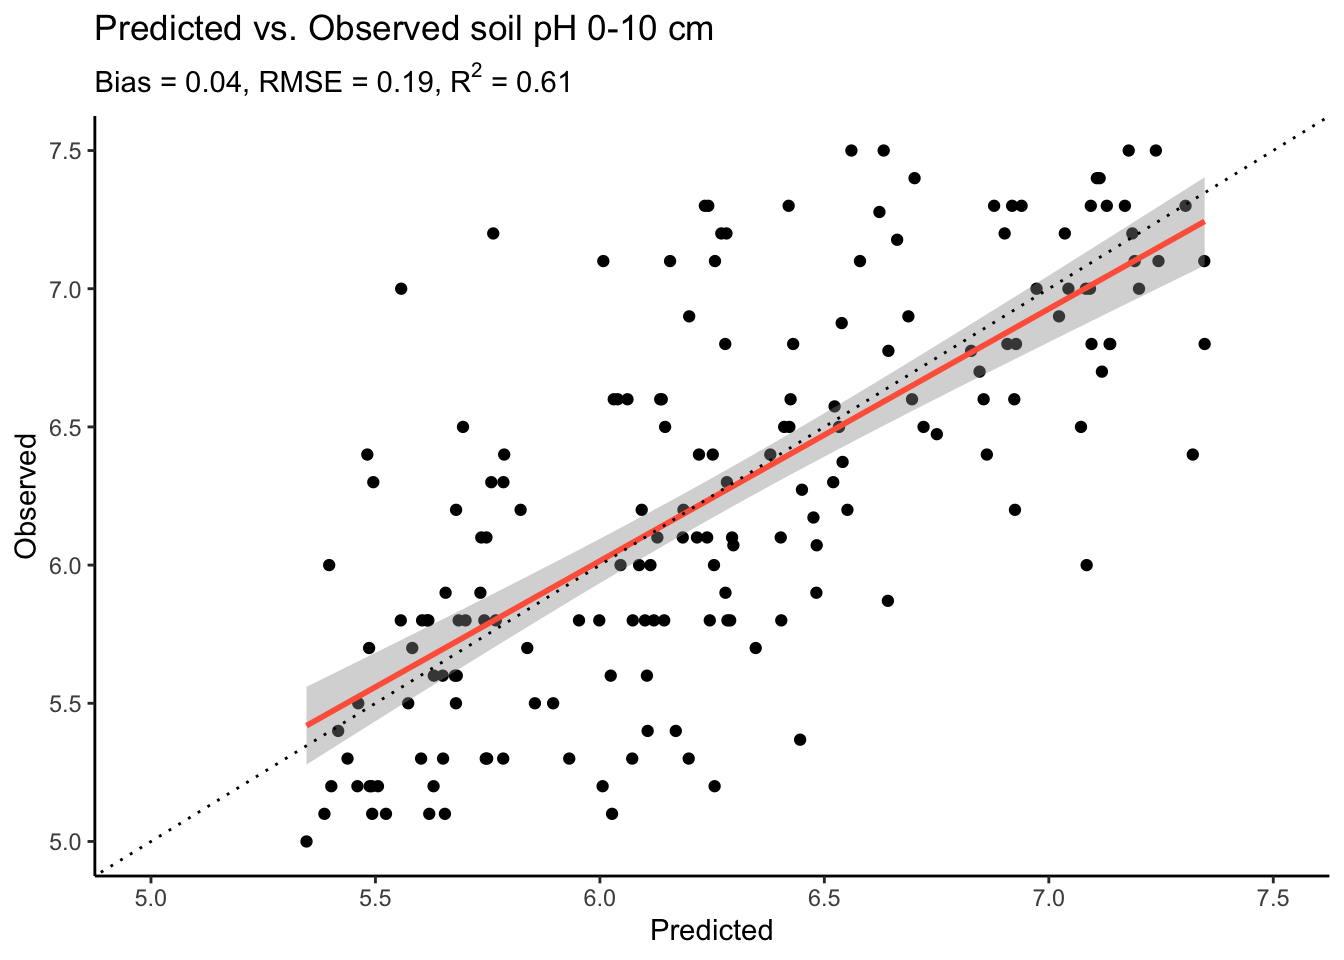 Predicted vs. Observed soil pH 0-10 cm
Bias = 0.04, RMSE = 0.19, R² = 0.61
7.5
7.0
6.5
6.0
5.5
5.0
Observed
5.0 5.5 6.0 6.5 7.0 7.5
Predicted